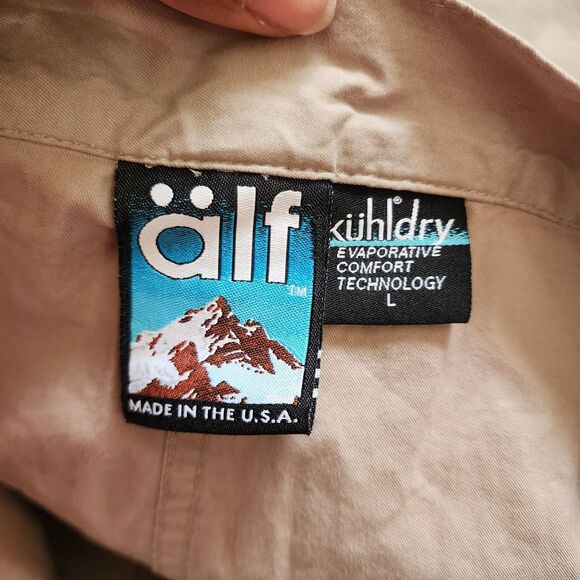 älf
TM
MADE IN THE U.S.A.
kühldry
EVAPORATIVE
COMFORT
TECHNOLOGY
L